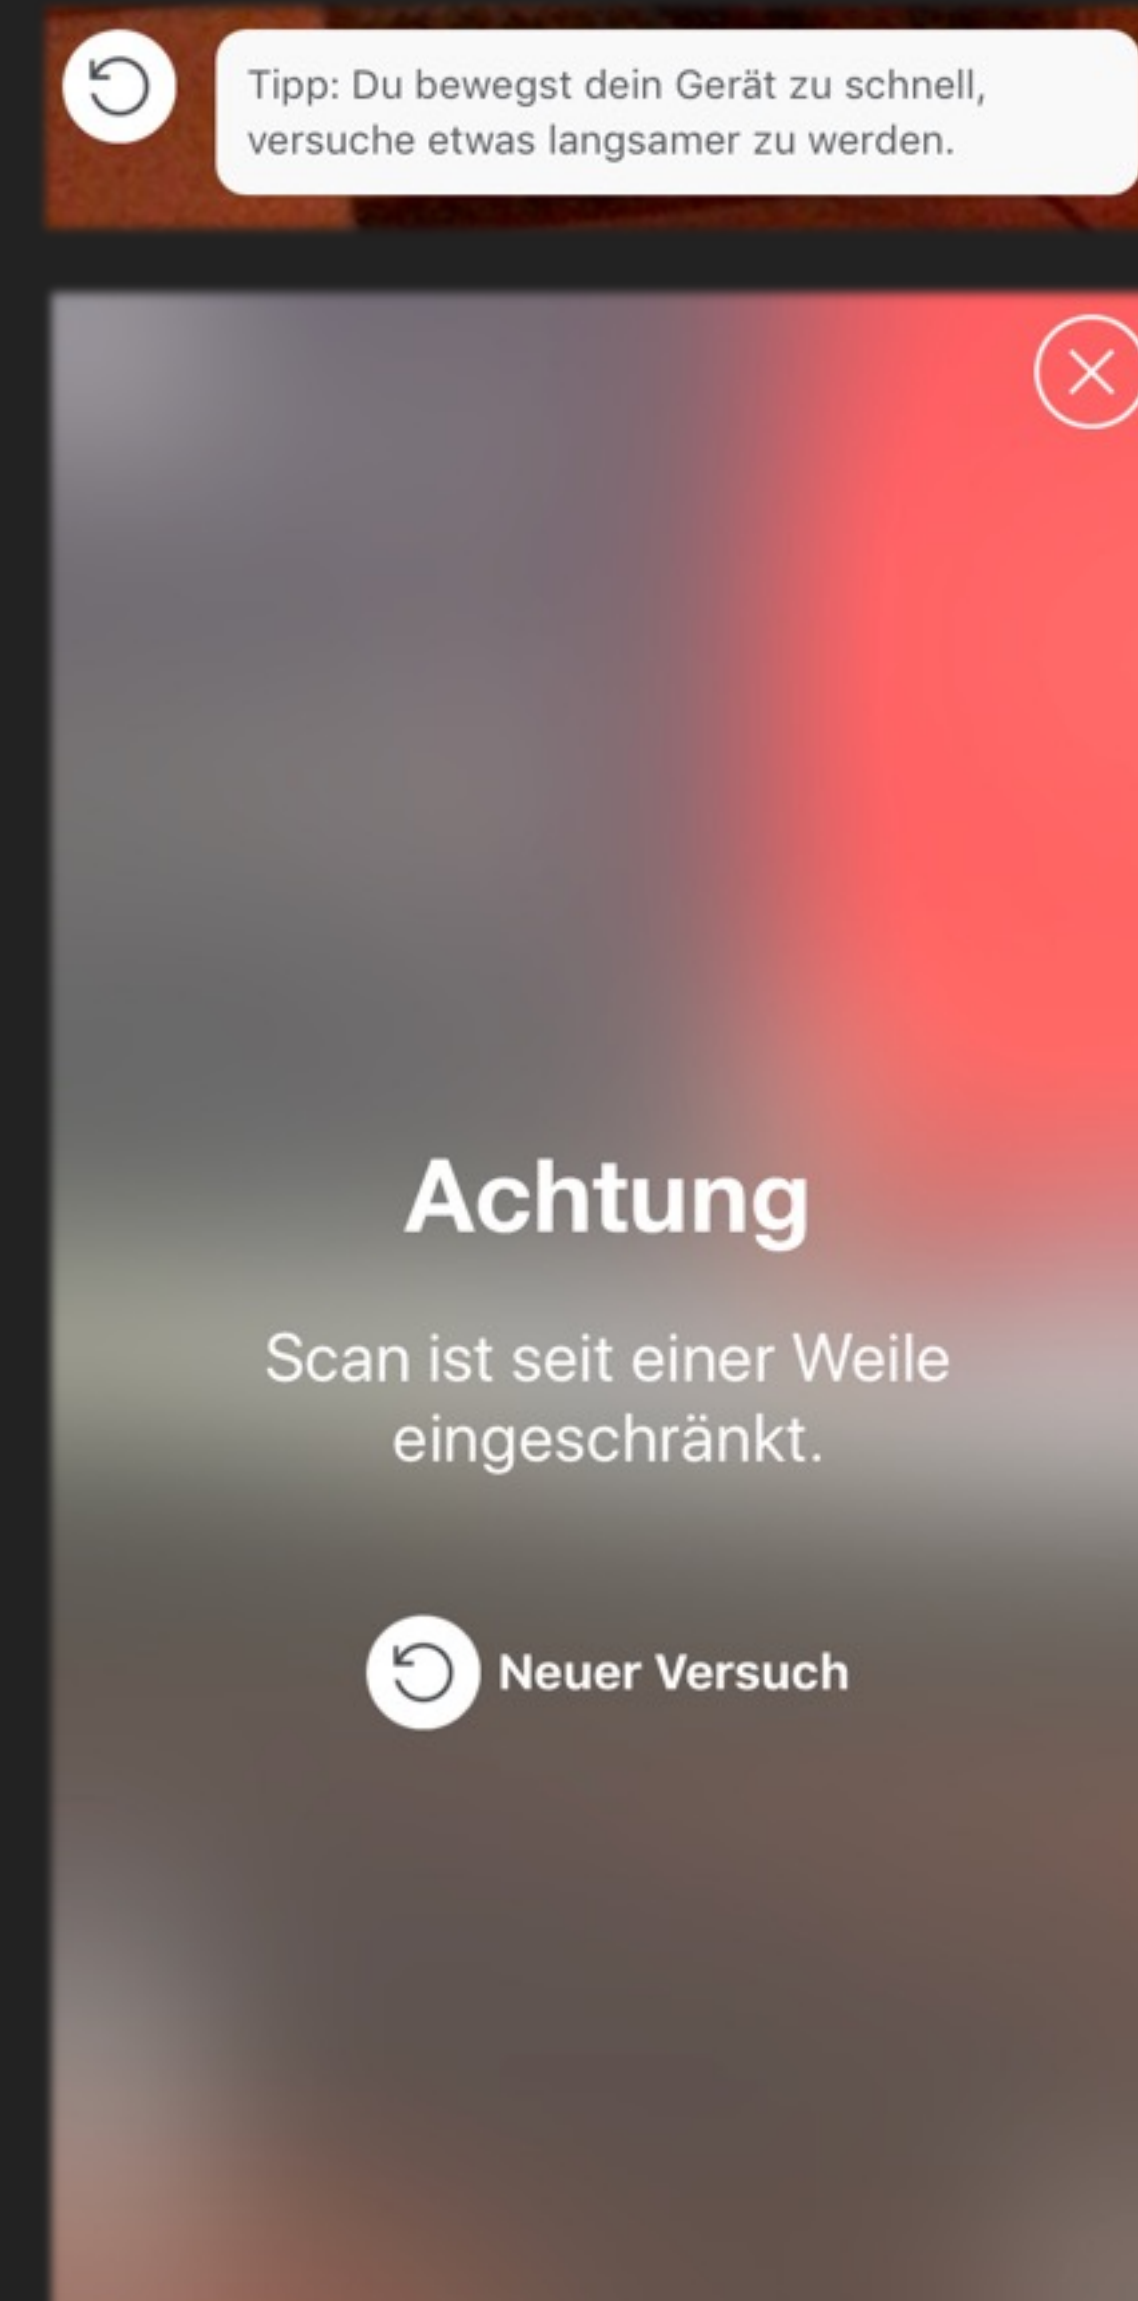 Tipp: Du bewegst dein Gerät zu schnell,
versuche etwas langsamer zu werden.
Achtung
Scan ist seit einer Weile
eingeschränkt.
Neuer Versuch